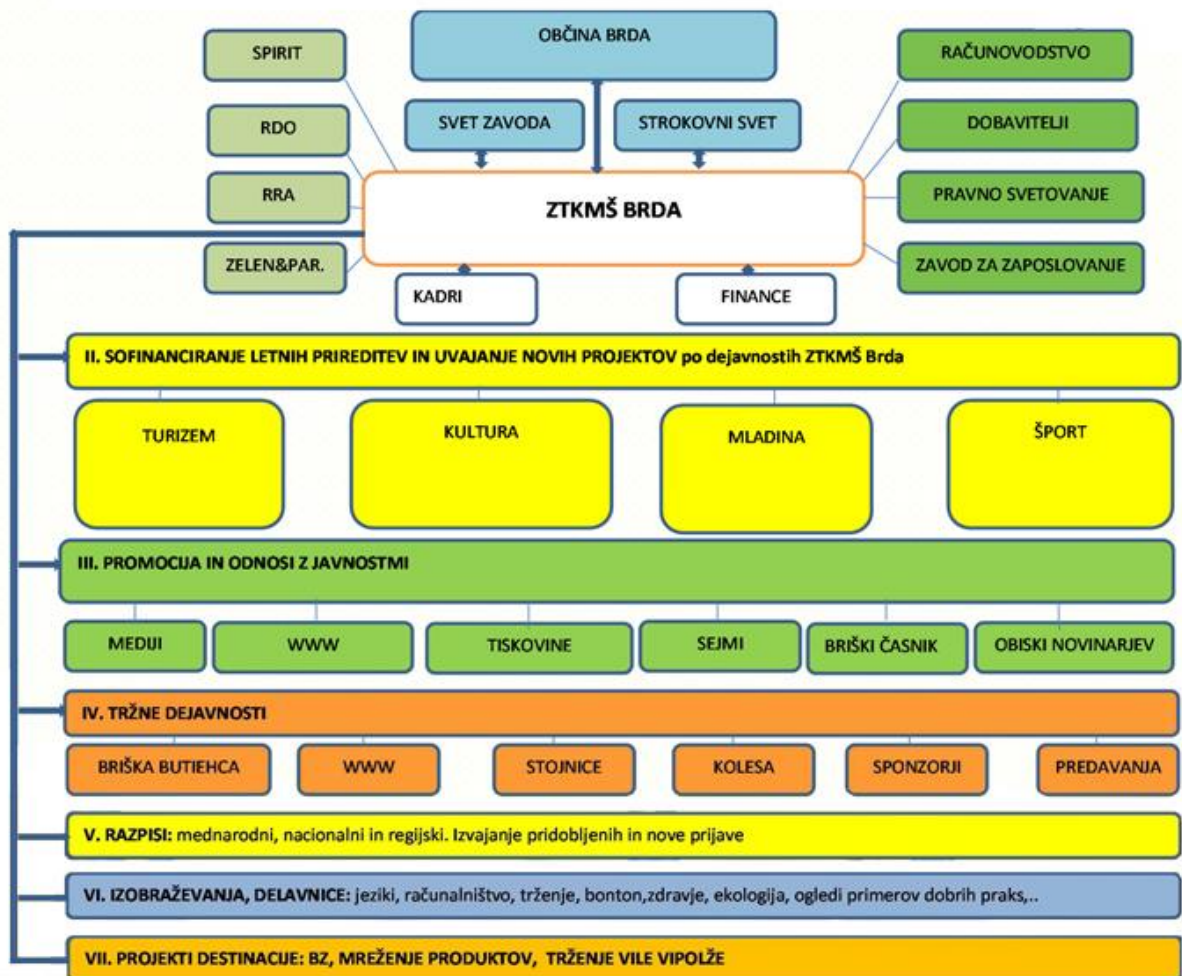 OBČINA BRDA
SPIRIT
RAČUNOVODSTVO
RDO
SVET ZAVODA
STROKOVNI SVET
DOBAVITELJI
RRA
ZTKMŠ BRDA
PRAVNO SVETOVANJE
ZELEN&PAR.
ZAVOD ZA ZAPOSLOVANJE
KADRI
FINANCE
II. SOFINANCIRANJE LETNIH PRIREDITEV IN UVAJANJE NOVIH PROJEKTOV po dejavnostih ZTKMŠ Brda
TURIZEM
KULTURA
MLADINA
ŠPORT
III. PROMOCIJA IN ODNOSI Z JAVNOSTMI
MEDIJI
WWW
TISKOVINE
SEJMI
BRIŠKI ČASNIK
OBISKI NOVINARJEV
IV. TRŽNE DEJAVNOSTI
BRIŠKA BUTIEHCA
WWW
STOJNICE
KOLESA
SPONZORJI
PREDAVANJA
V. RAZPISI: mednarodni, nacionalni in regijski. Izvajanje pridobljenih in nove prijave
VI. IZOBRAŽEVANJA, DELAVNICE: jeziki, računalništvo, trženje, bonton,zdravje, ekologija, ogledi primerov dobrih praks,..
VII. PROJEKTI DESTINACIJE: BZ, MREŽENJE PRODUKTOV, TRŽENJE VILE VIPOLŽE